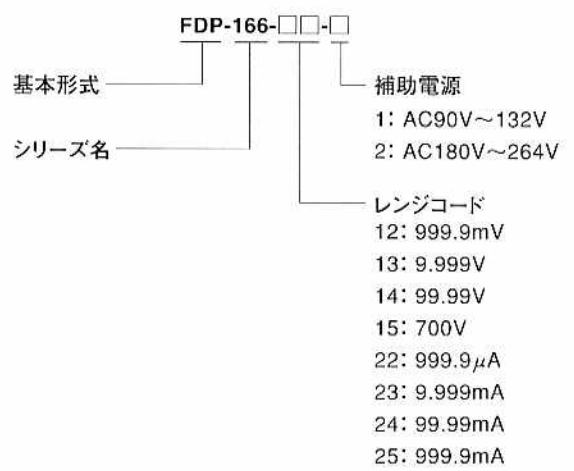 FDP-166-□□-□
基本形式
補助電源
1: AC90V～132V
シリーズ名
2: AC180V～264V
レンジコード
12: 999.9mV
13: 9.999V
14: 99.99V
15: 700V
22: 999.9μA
23: 9.999mA
24: 99.99mA
25: 999.9mA